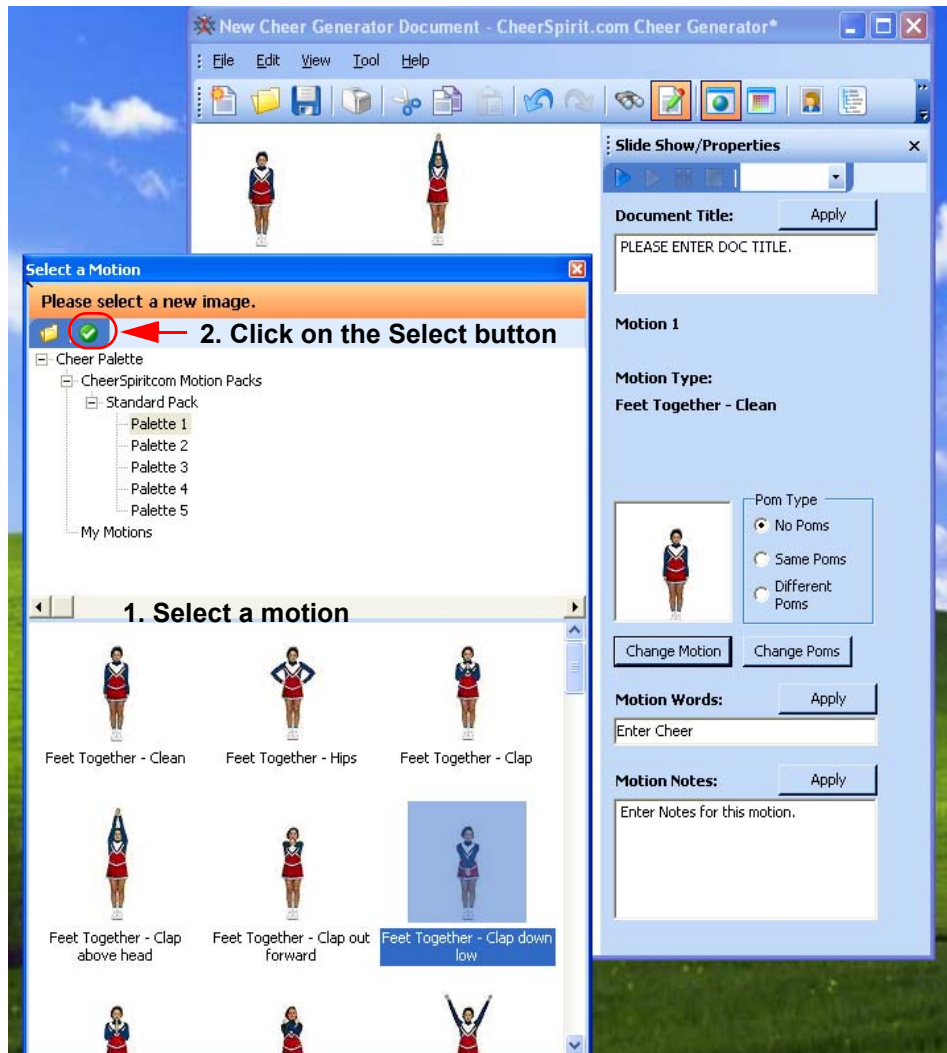 New Cheer Generator Document - CheerSpirit.com Cheer Generator*
File Edit View Tool Help
Slide Show/Properties
Document Title:
Apply
PLEASE ENTER DOC TITLE.
Motion 1
Motion Type:
Feet Together - Clean
Pom Type
No Poms
Same Poms
Different
Poms
Change Motion
Change Poms
Motion Words:
Apply
Enter Cheer
Motion Notes:
Apply
Enter Notes for this motion.
Select a Motion
Please select a new image.
2. Click on the Select button
Cheer Palette
CheerSpiritcom Motion Packs
Standard Pack
Palette 1
Palette 2
Palette 3
Palette 4
Palette 5
My Motions
1. Select a motion
Feet Together - Clean
Feet Together - Hips
Feet Together - Clap
Feet Together - Clap
above head
Feet Together - Clap out
forward
Feet Together - Clap down
low